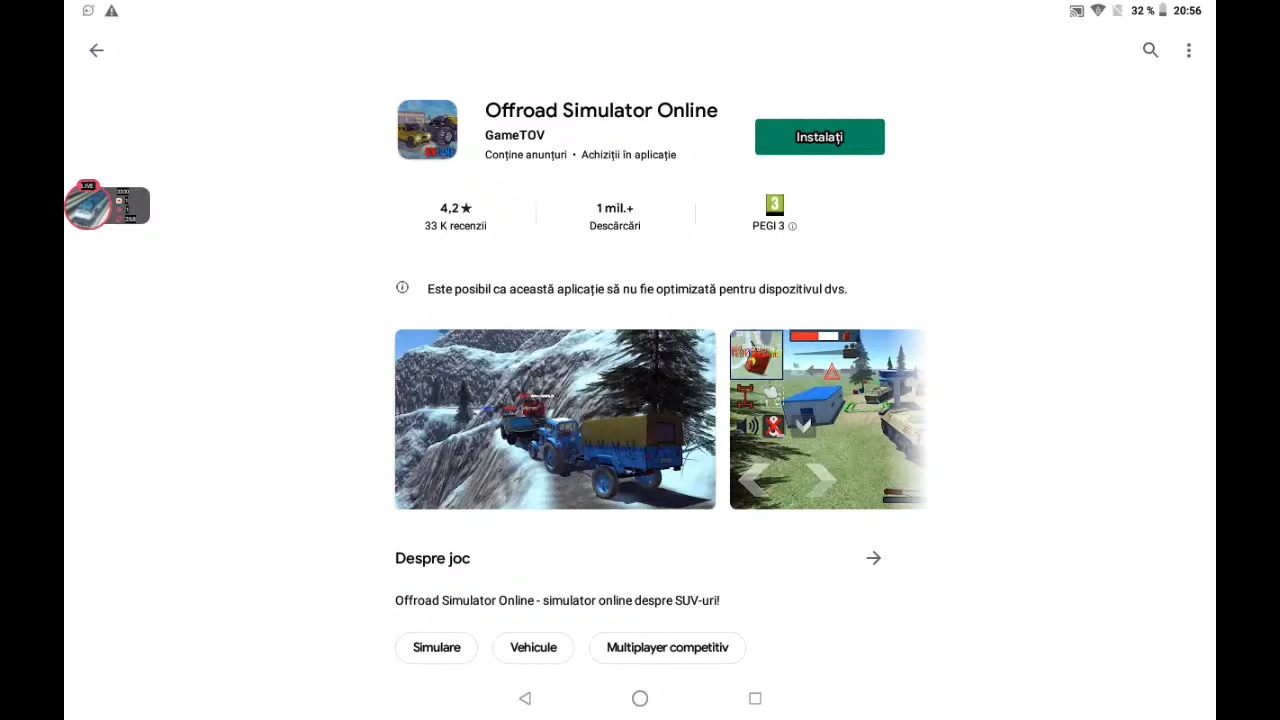 32 % 20:56
Offroad Simulator Online
GameTOV
Conține anunțuri • Achiziții în aplicație
Instalați
LIVE
4,2★
33 K recenzii
1 mil.+
Descărcări
3
PEGI 3
Este posibil ca această aplicație să nu fie optimizată pentru dispozitivul dvs.
Despre joc
Offroad Simulator Online - simulator online despre SUV-uri!
Simulare
Vehicule
Multiplayer competitiv